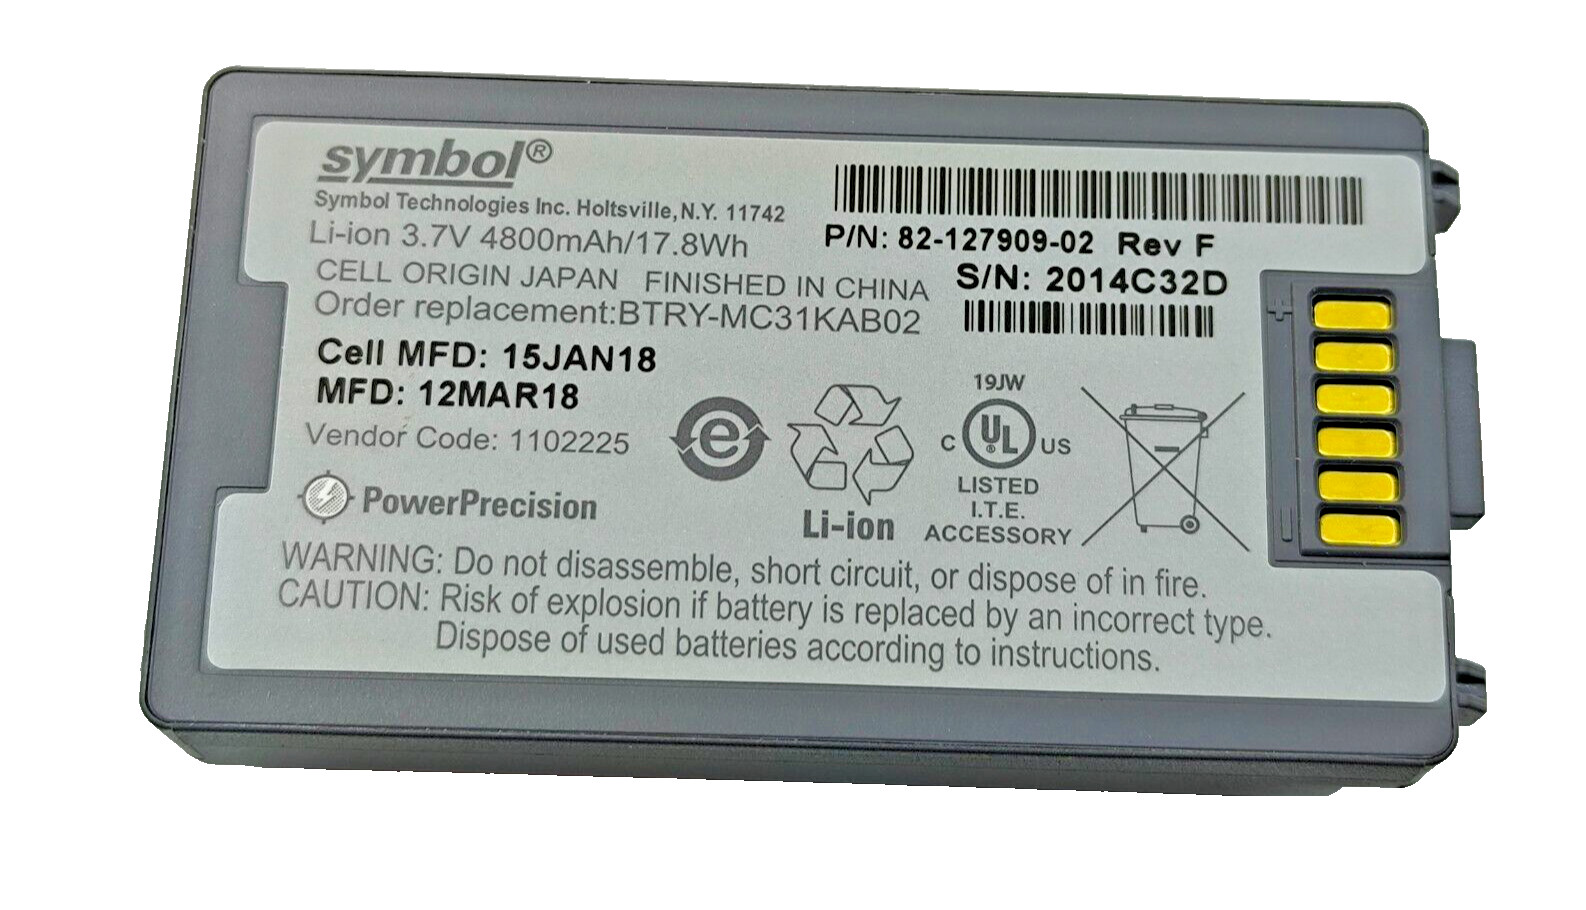 symbol®
Symbol Technologies Inc. Holtsville, N.Y. 11742
Li-ion 3.7V 4800mAh/17.8Wh
P/N: 82-127909-02 Rev F
CELL ORIGIN JAPAN FINISHED IN CHINA
S/N: 2014C32D
Order replacement:BTRY-MC31KAB02
Cell MFD: 15JAN18
MFD: 12MAR18
Vendor Code: 1102225
PowerPrecision
e
Li-ion
19JW
C UL® US
LISTED
I.T.E.
ACCESSORY
+
−
WARNING: Do not disassemble, short circuit, or dispose of in fire.
CAUTION: Risk of explosion if battery is replaced by an incorrect type.
Dispose of used batteries according to instructions.